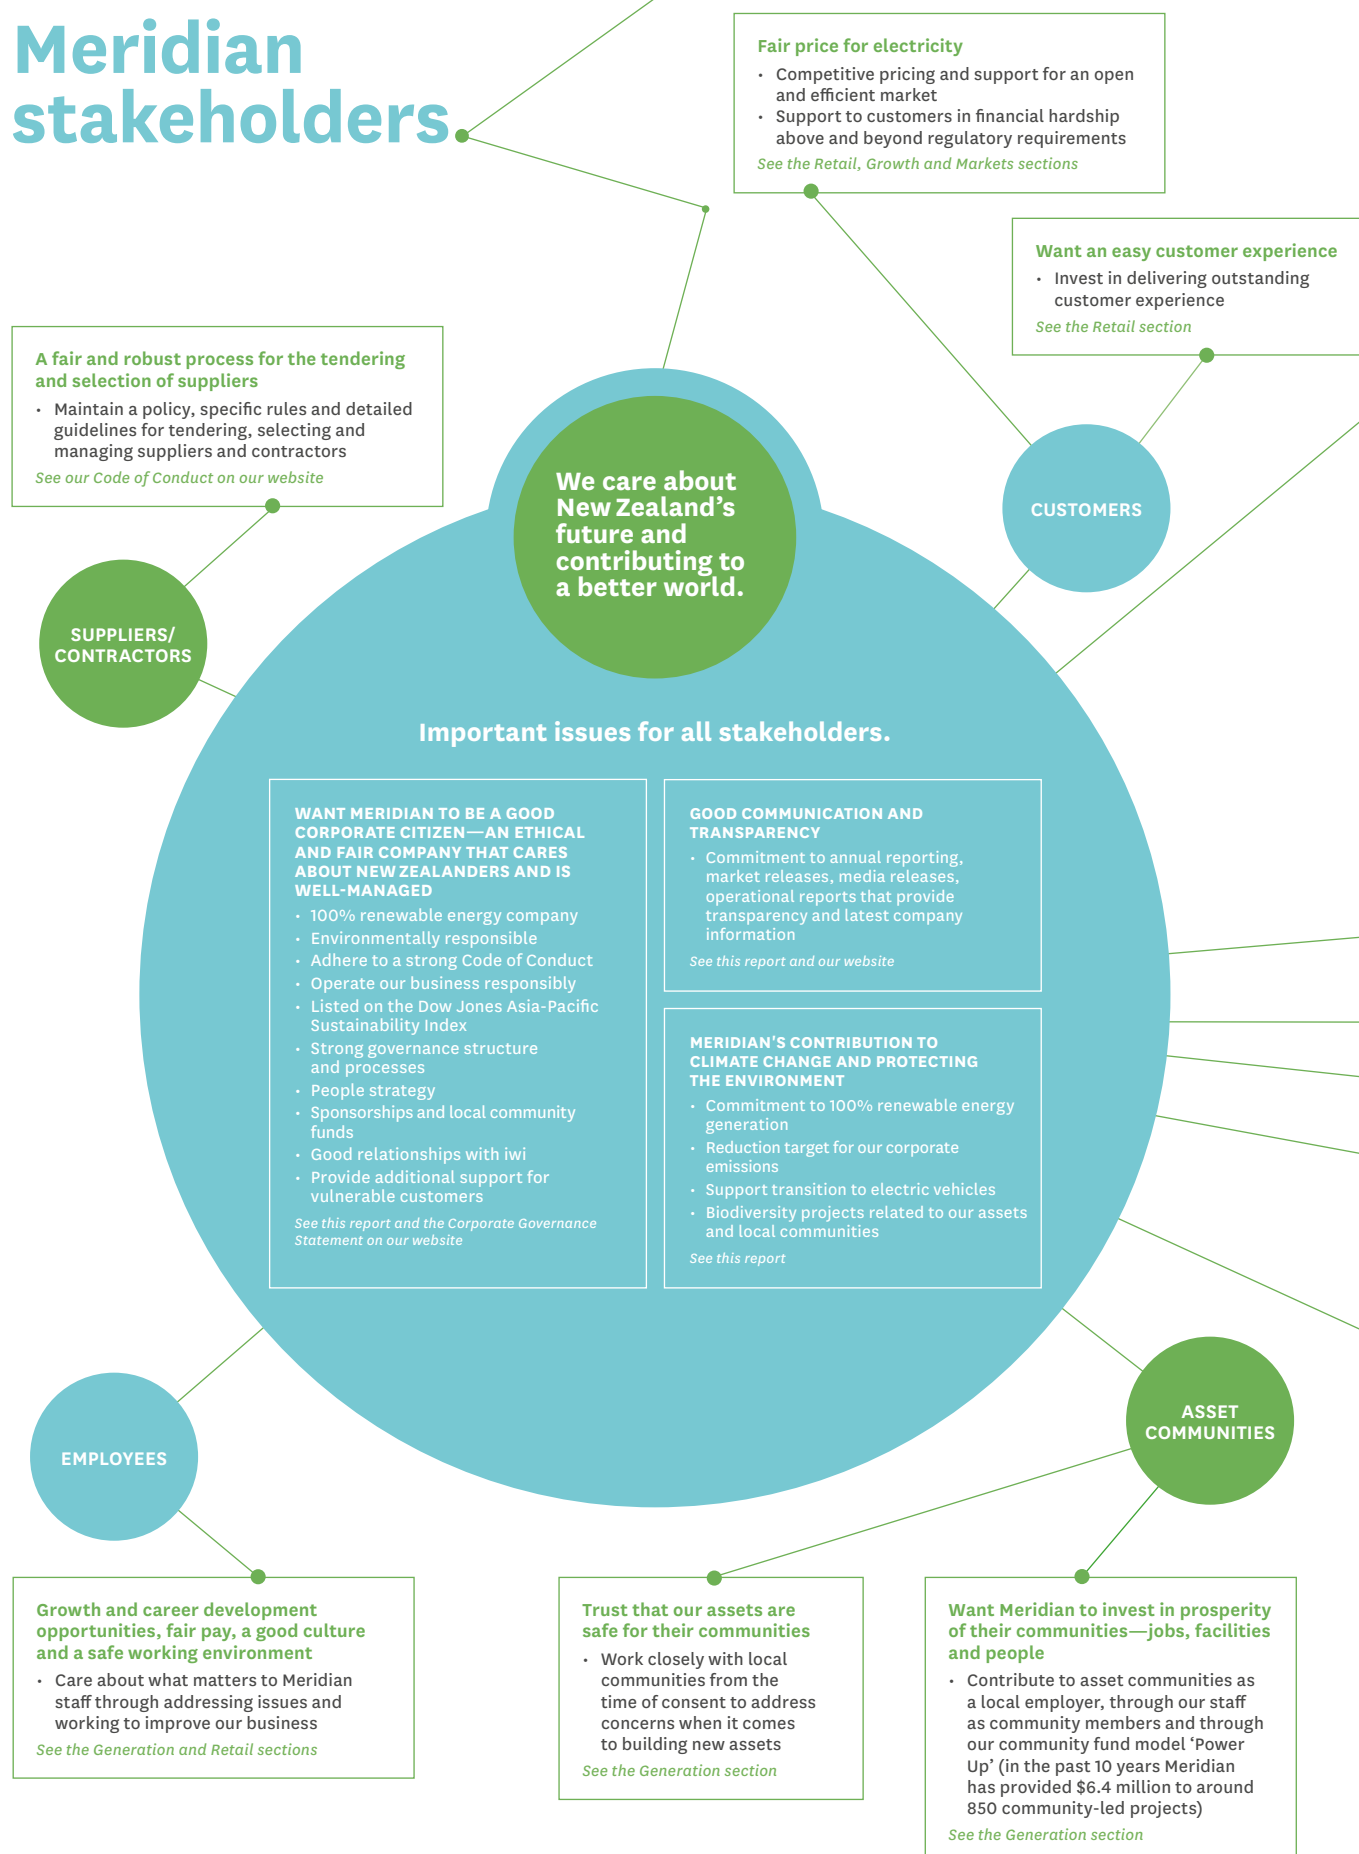 Meridian
stakeholders
Fair price for electricity
• Competitive pricing and support for an open
and efficient market
• Support to customers in financial hardship
above and beyond regulatory requirements
See the Retail, Growth and Markets sections
Want an easy customer experience
• Invest in delivering outstanding
customer experience
See the Retail section
A fair and robust process for the tendering
and selection of suppliers
• Maintain a policy, specific rules and detailed
guidelines for tendering, selecting and
managing suppliers and contractors
See our Code of Conduct on our website
We care about
New Zealand's
future and
contributing to
a better world.
CUSTOMERS
SUPPLIERS/
CONTRACTORS
Important issues for all stakeholders.
WANT MERIDIAN TO BE A GOOD
CORPORATE CITIZEN—AN ETHICAL
AND FAIR COMPANY THAT CARES
ABOUT NEW ZEALANDERS AND IS
WELL-MANAGED
• 100% renewable energy company
• Environmentally responsible
• Adhere to a strong Code of Conduct
• Operate our business responsibly
• Listed on the Dow Jones Asia-Pacific
Sustainability Index
• Strong governance structure
and processes
• People strategy
• Sponsorships and local community
funds
• Good relationships with iwi
• Provide additional support for
vulnerable customers
See this report and the Corporate Governance
Statement on our website
GOOD COMMUNICATION AND
TRANSPARENCY
• Commitment to annual reporting,
market releases, media releases,
operational reports that provide
transparency and latest company
information
See this report and our website
MERIDIAN'S CONTRIBUTION TO
CLIMATE CHANGE AND PROTECTING
THE ENVIRONMENT
• Commitment to 100% renewable energy
generation
• Reduction target for our corporate
emissions
• Support transition to electric vehicles
• Biodiversity projects related to our assets
and local communities
See this report
ASSET
COMMUNITIES
EMPLOYEES
Growth and career development
opportunities, fair pay, a good culture
and a safe working environment
• Care about what matters to Meridian
staff through addressing issues and
working to improve our business
See the Generation and Retail sections
Trust that our assets are
safe for their communities
• Work closely with local
communities from the
time of consent to address
concerns when it comes
to building new assets
See the Generation section
Want Meridian to invest in prosperity
of their communities—jobs, facilities
and people
• Contribute to asset communities as
a local employer, through our staff
as community members and through
our community fund model 'Power
Up' (in the past 10 years Meridian
has provided $6.4 million to around
850 community-led projects)
See the Generation section